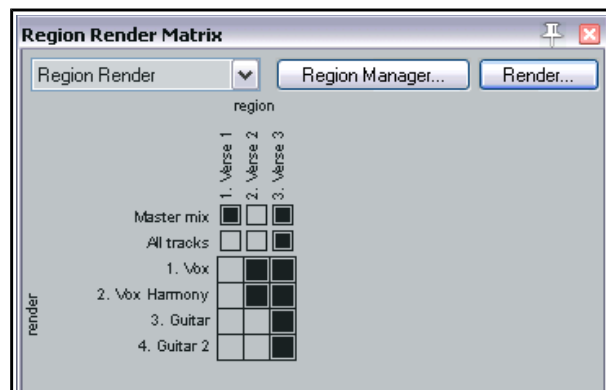 Region Render Matrix
Region Render
Region Manager...
Render...
region
1. Verse 1
2. Verse 2
3. Verse 3
Master mix
All tracks
render
1. Vox
2. Vox Harmony
3. Guitar
4. Guitar 2